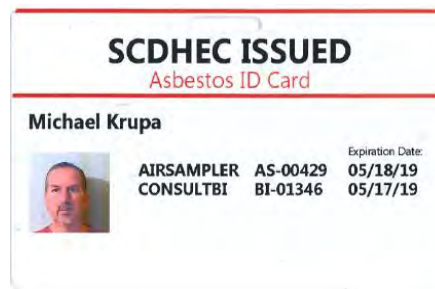 SCDHEC ISSUED
Asbestos ID Card
Michael Krupa
Expiration Date:
AIRSAMPLER AS-00429 05/18/19
CONSULTBI BI-01346 05/17/19